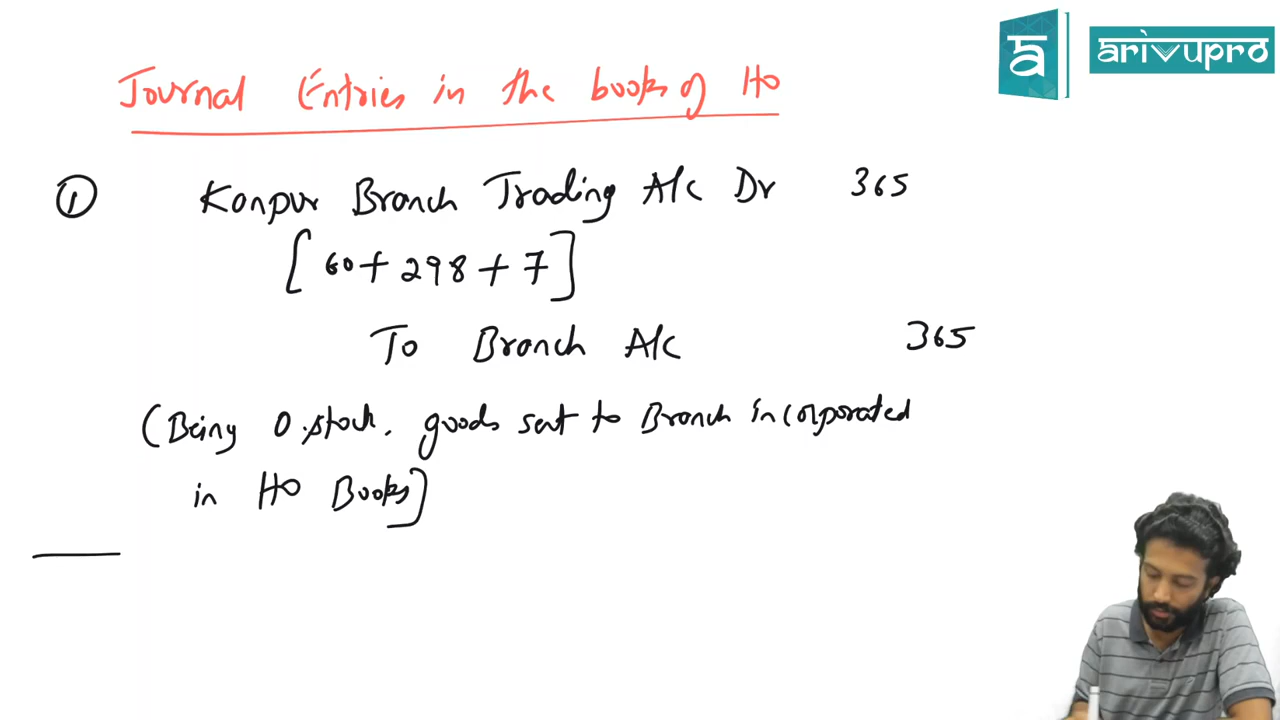 arivupro
Journal Entries in the books of HO
① Kanpur Branch Trading A/c Dr 365
[60 + 298 + 7]
To Branch A/c 365
(Being O.stock, goods sent to Branch incorporated
in HO Books]